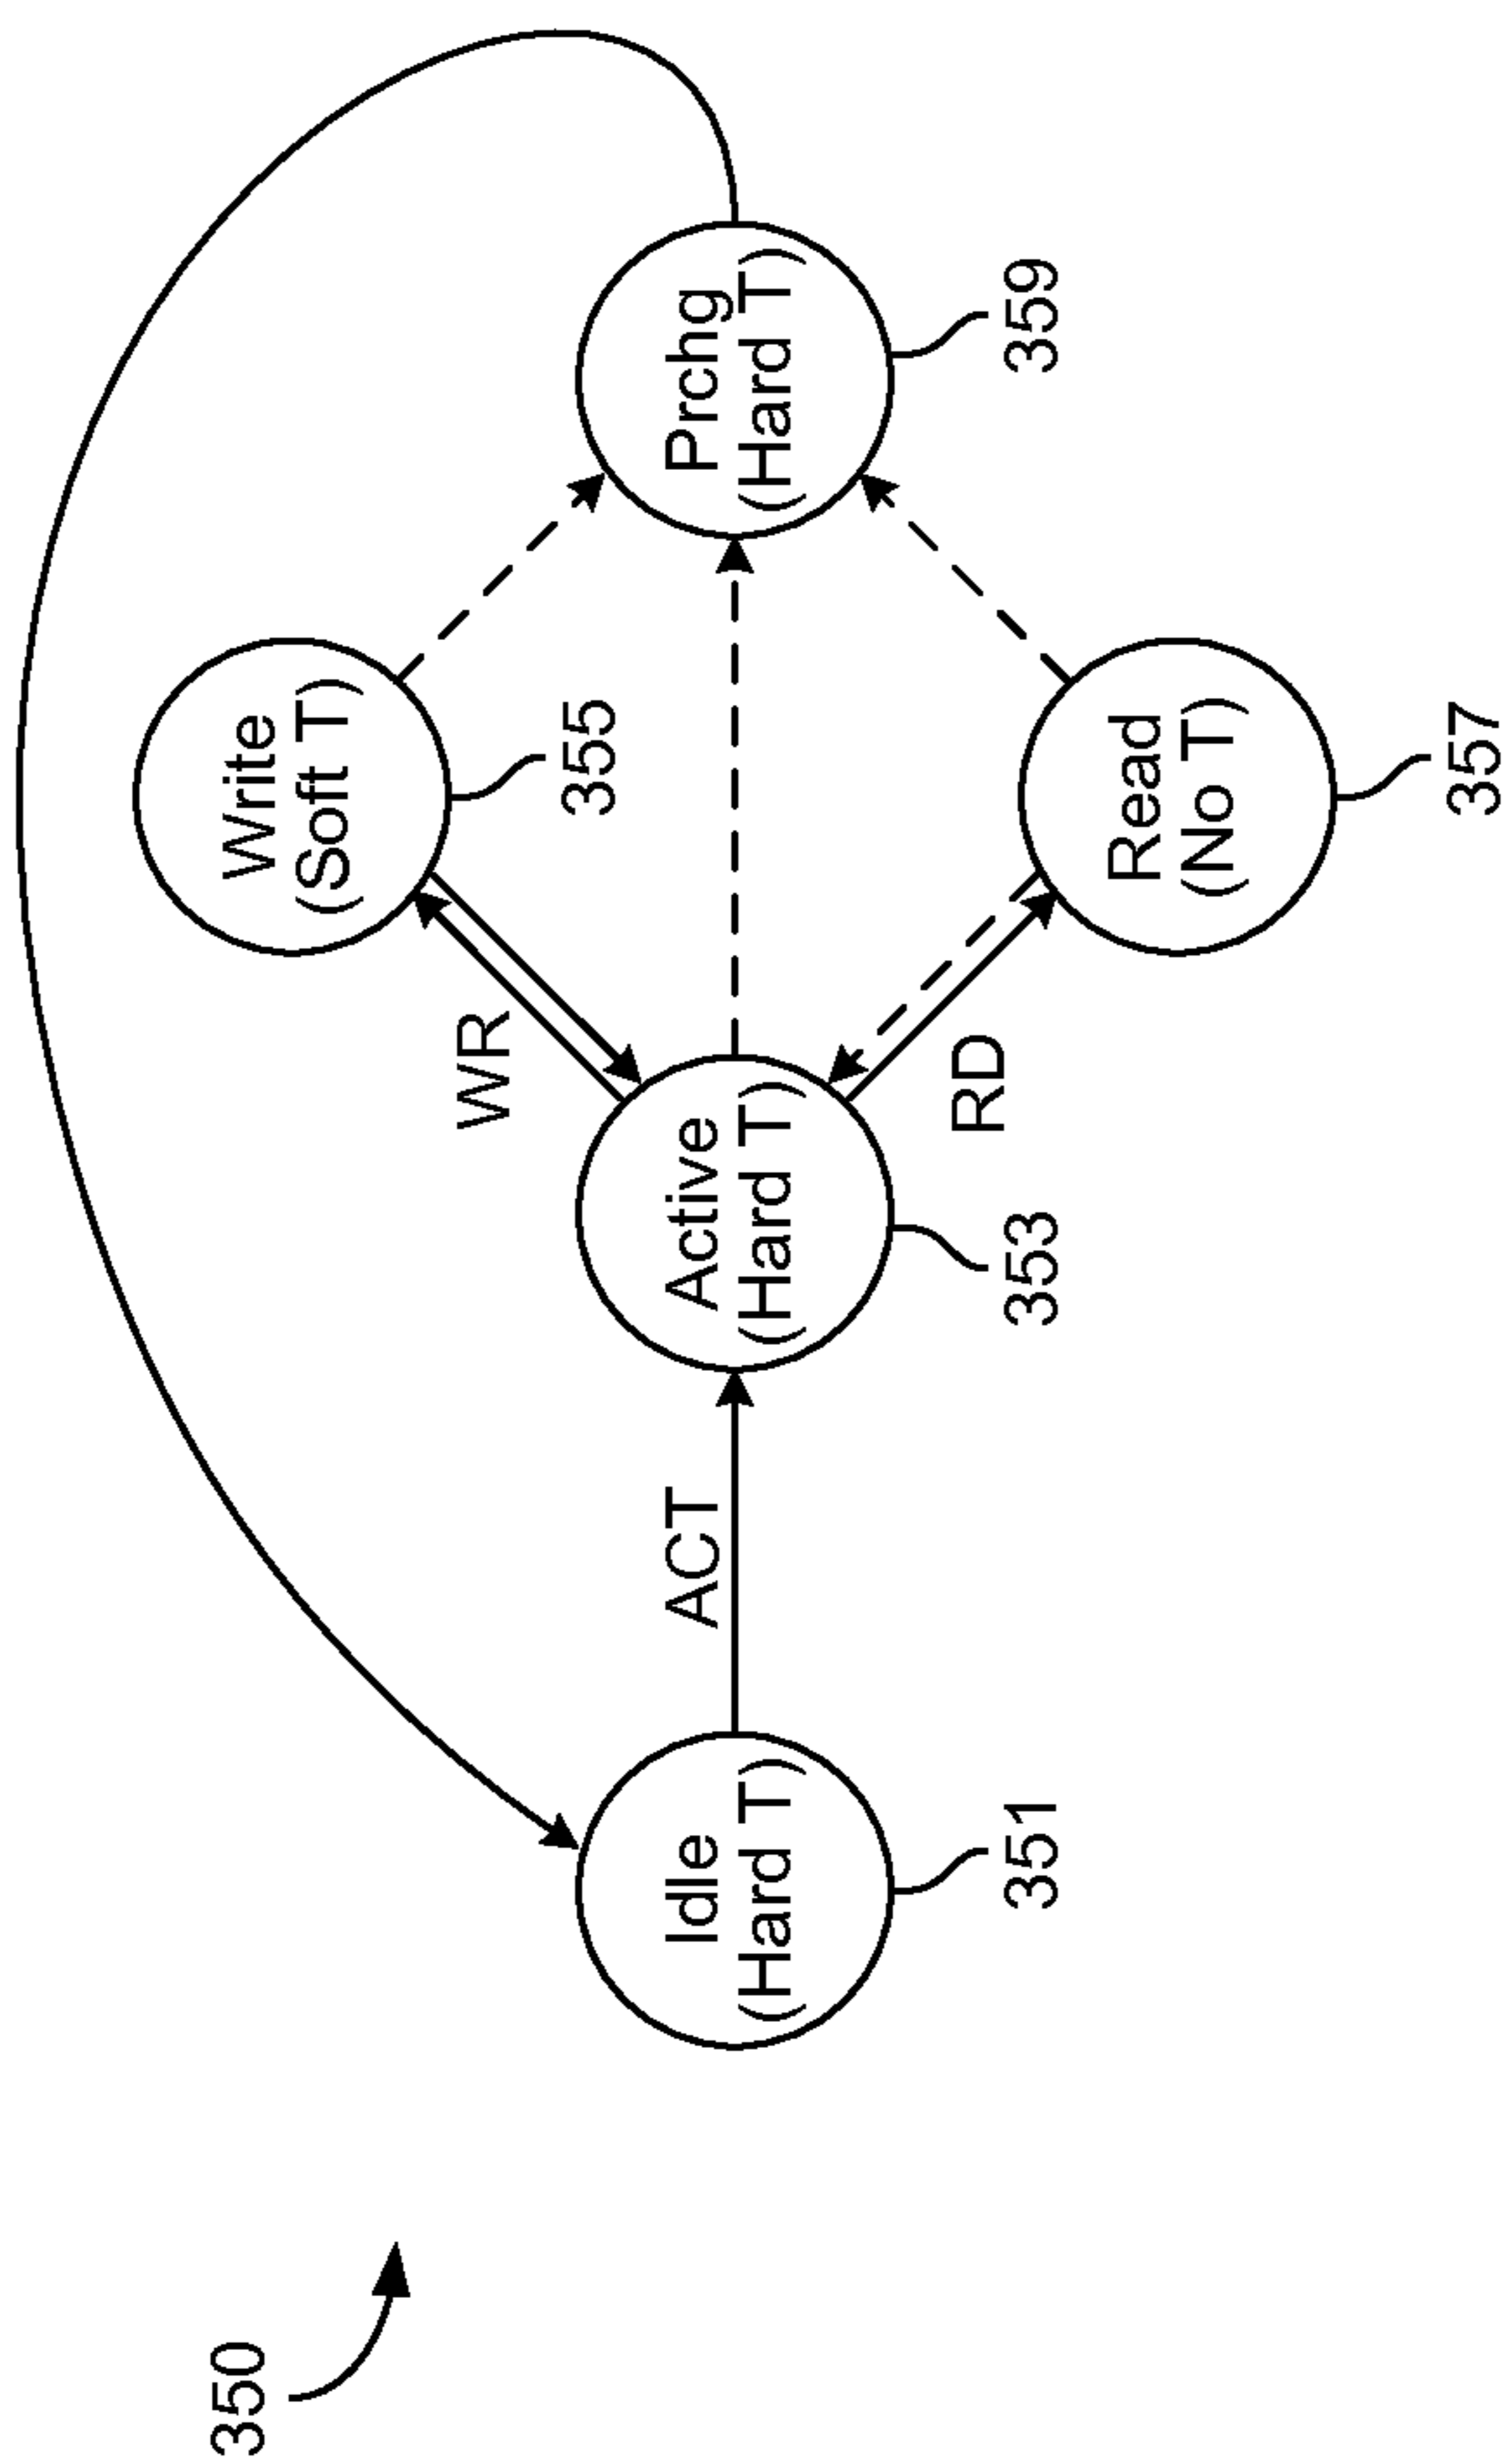 350
Write
(Soft T)
355
WR
Idle
(Hard T)
351
ACT
Active
(Hard T)
353
Prchg
(Hard T)
359
RD
Read
(No T)
357